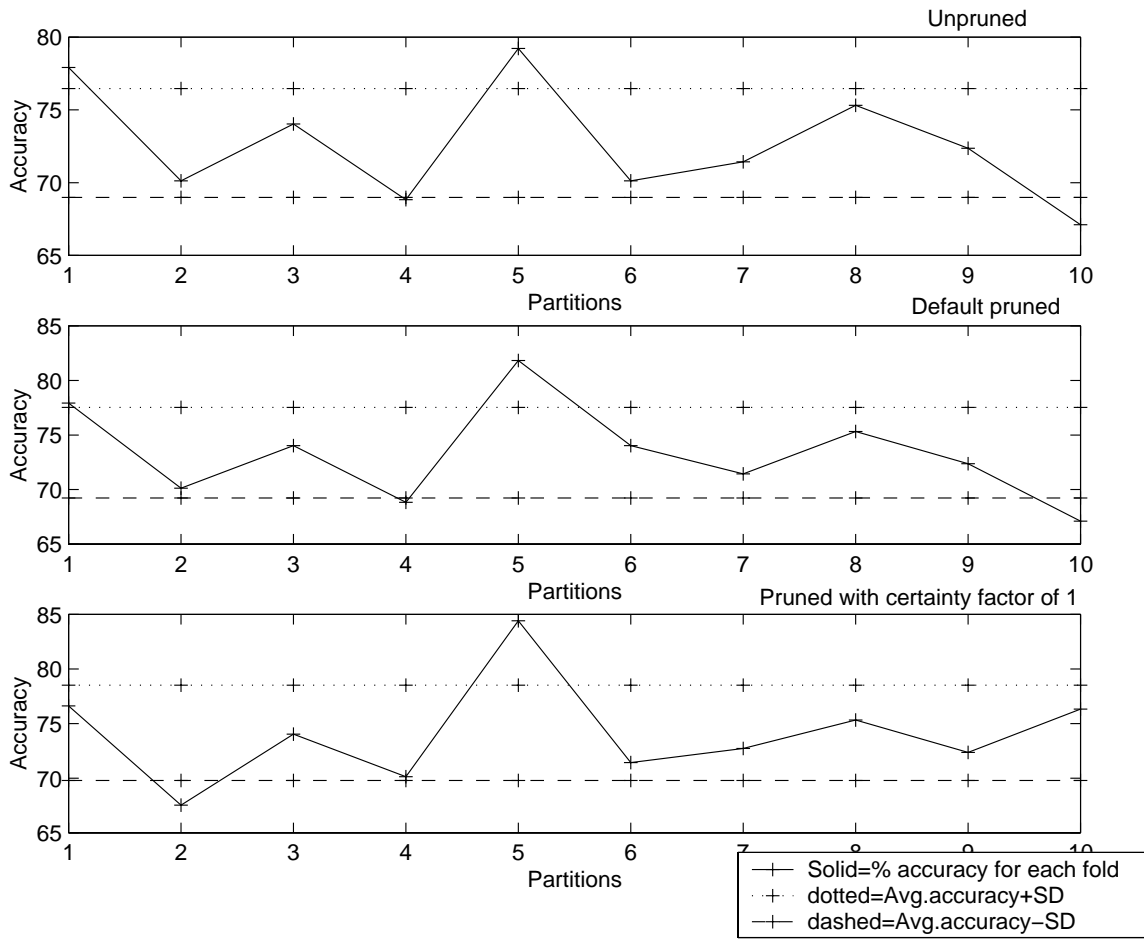 Unpruned
80
75
70
65
Accuracy
1 2 3 4 5 6 7 8 9 10
Partitions
Default pruned
85
80
75
70
65
Accuracy
1 2 3 4 5 6 7 8 9 10
Partitions
Pruned with certainty factor of 1
85
80
75
70
65
Accuracy
1 2 3 4 5 6 7 8 9 10
Partitions
Solid=% accuracy for each fold
dotted=Avg.accuracy+SD
dashed=Avg.accuracy−SD